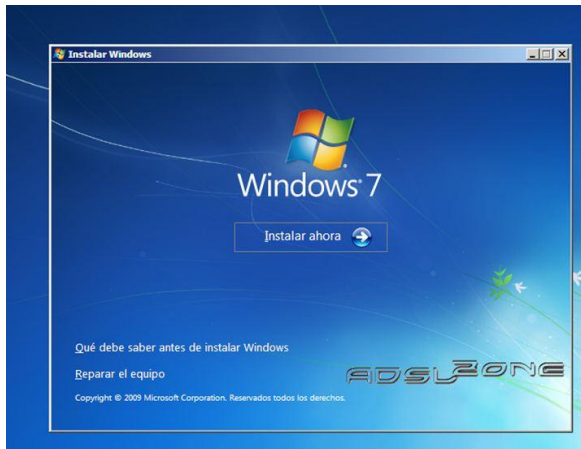 Instalar Windows
Windows® 7
Instalar ahora
Qué debe saber antes de instalar Windows
Reparar el equipo
ADSLZONE
Copyright © 2009 Microsoft Corporation. Reservados todos los derechos.